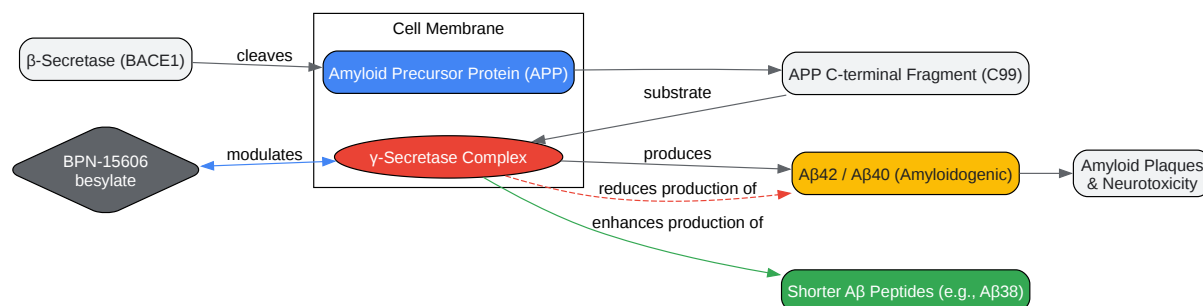 Cell Membrane
β-Secretase (BACE1)
cleaves
Amyloid Precursor Protein (APP)
APP C-terminal Fragment (C99)
substrate
BPN-15606
besylate
modulates
γ-Secretase Complex
produces
reduces production of
enhances production of
Aβ42 / Aβ40 (Amyloidogenic)
Amyloid Plaques
& Neurotoxicity
Shorter Aβ Peptides (e.g., Aβ38)